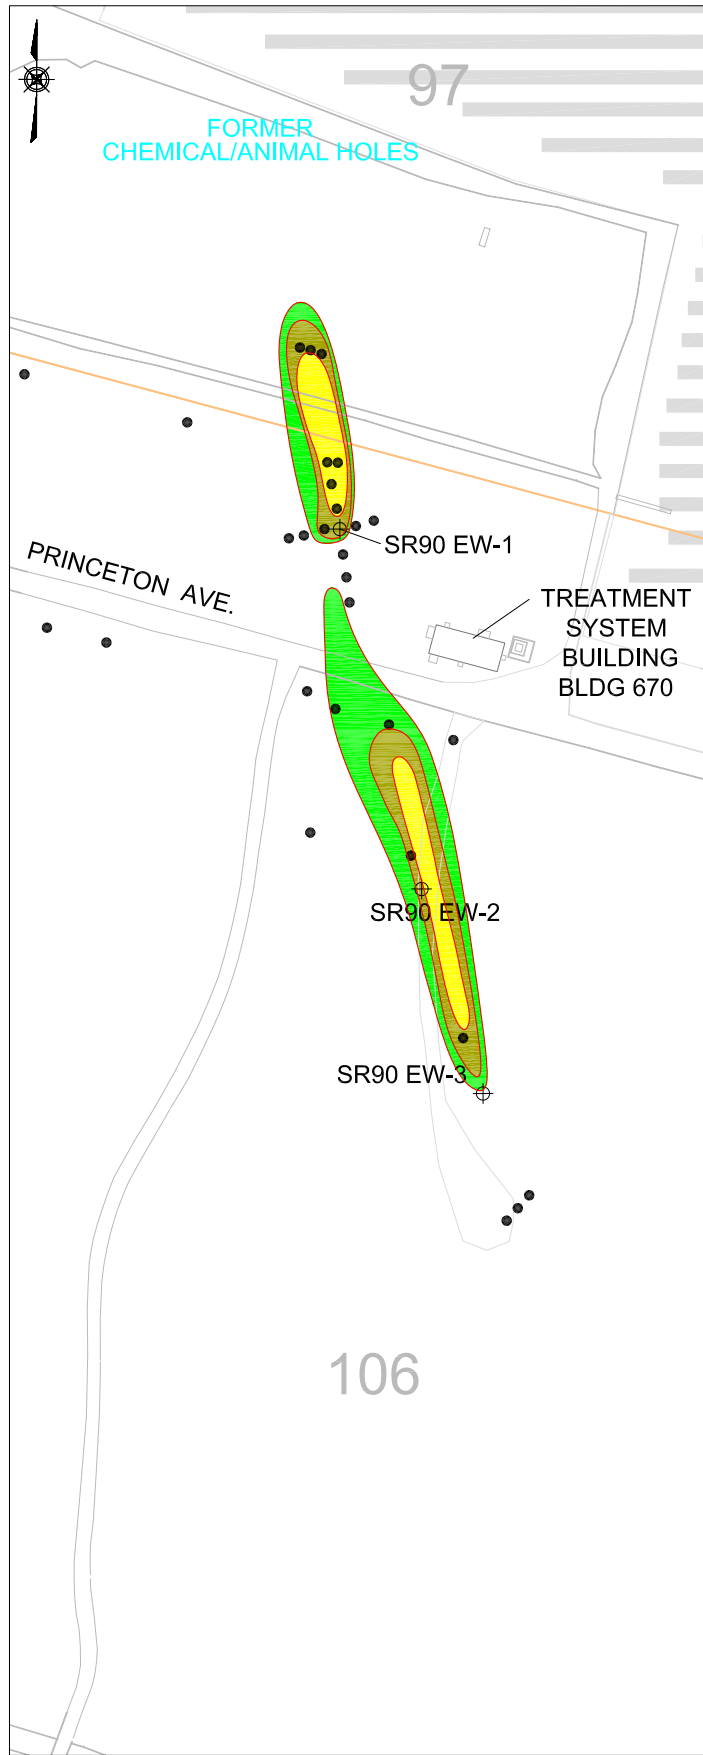 97
FORMER
CHEMICAL/ANIMAL HOLES
SR90 EW-1
PRINCETON AVE.
TREATMENT
SYSTEM
BUILDING
BLDG 670
SR90 EW-2
SR90 EW-3
106